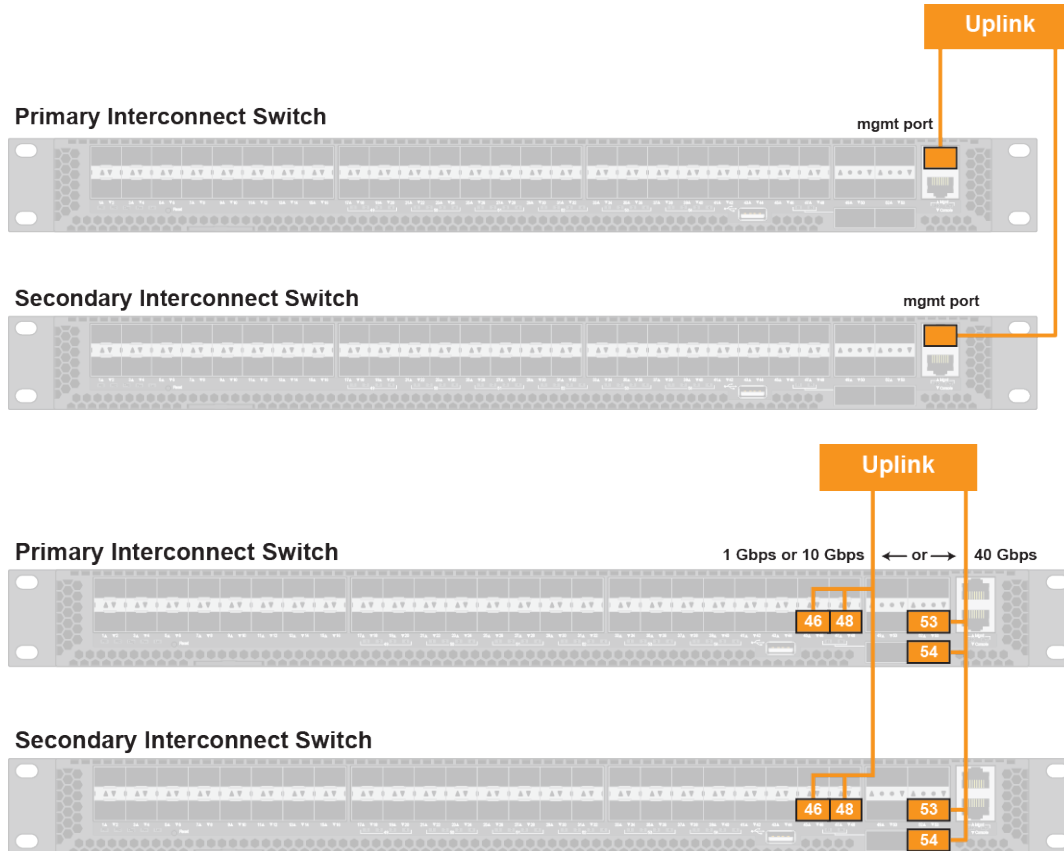 Uplink
Primary Interconnect Switch
mgmt port
Secondary Interconnect Switch
mgmt port
Uplink
Primary Interconnect Switch
1 Gbps or 10 Gbps
or
40 Gbps
46 48 53
54
Secondary Interconnect Switch
46 48 53
54